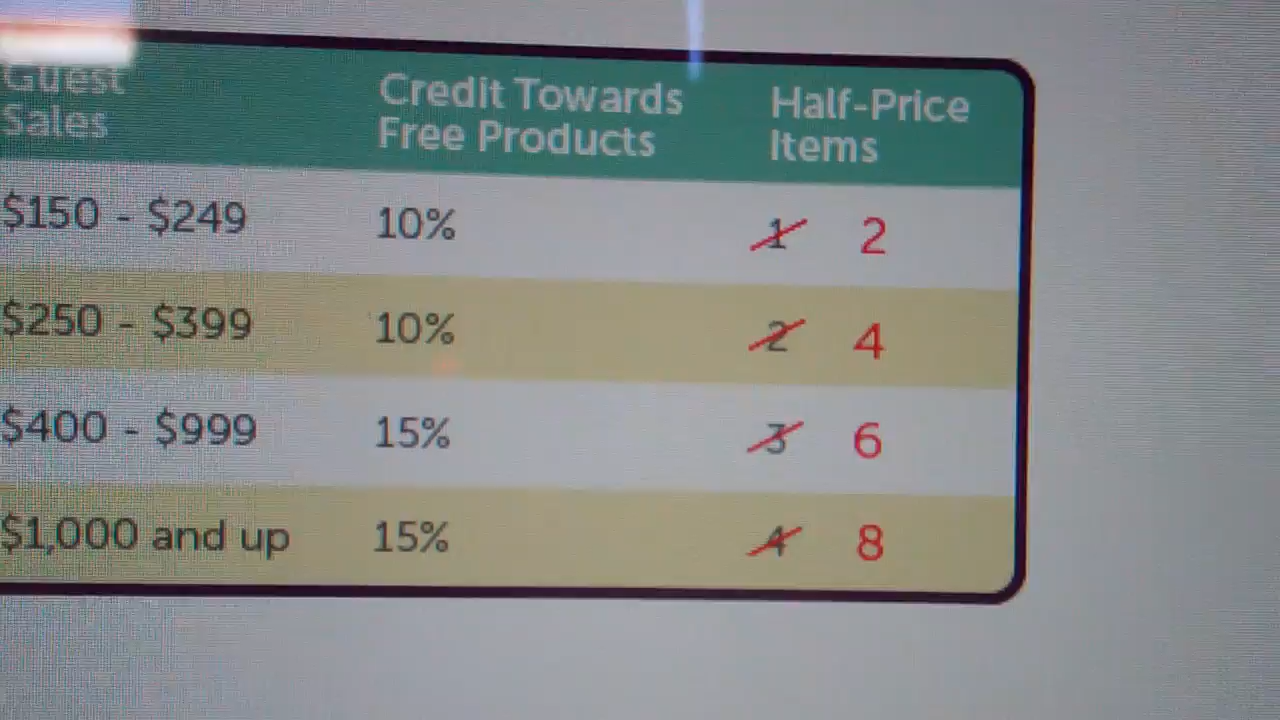 Guest Sales
Credit Towards Free Products
Half-Price Items
$150 - $249 10% 1 2
$250 - $399 10% 2 4
$400 - $999 15% 3 6
$1,000 and up 15% 4 8